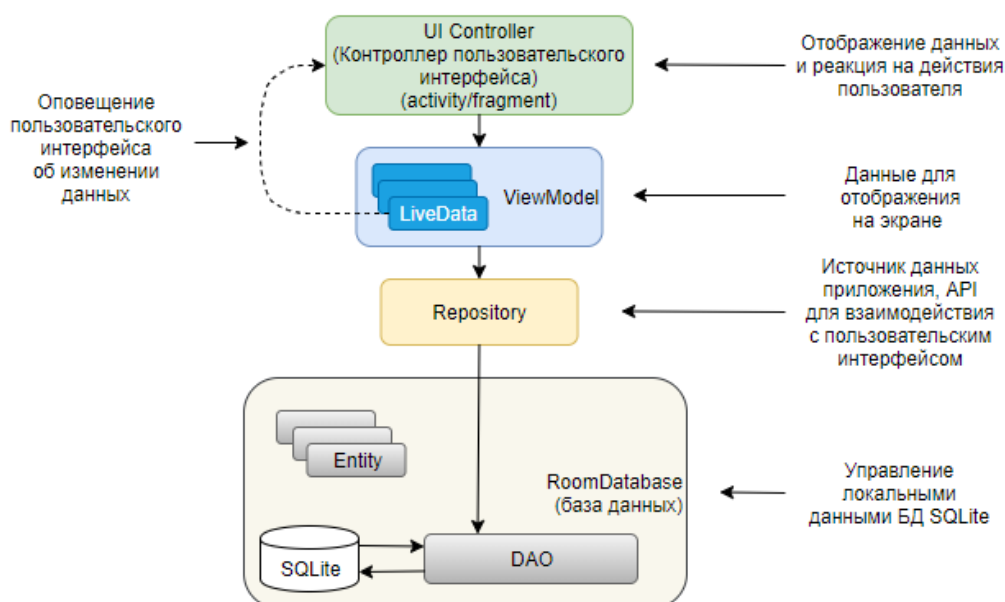 UI Controller
(Контроллер пользовательского
интерфейса)
(activity/fragment)
Отображение данных
и реакция на действия
пользователя
Оповещение
пользовательского
интерфейса
об изменении
данных
LiveData
ViewModel
Данные для
отображения
на экране
Repository
Источник данных
приложения, API
для взаимодействия
с пользовательским
интерфейсом
Entity
RoomDatabase
(база данных)
Управление
локальными
данными БД SQLite
SQLite
DAO